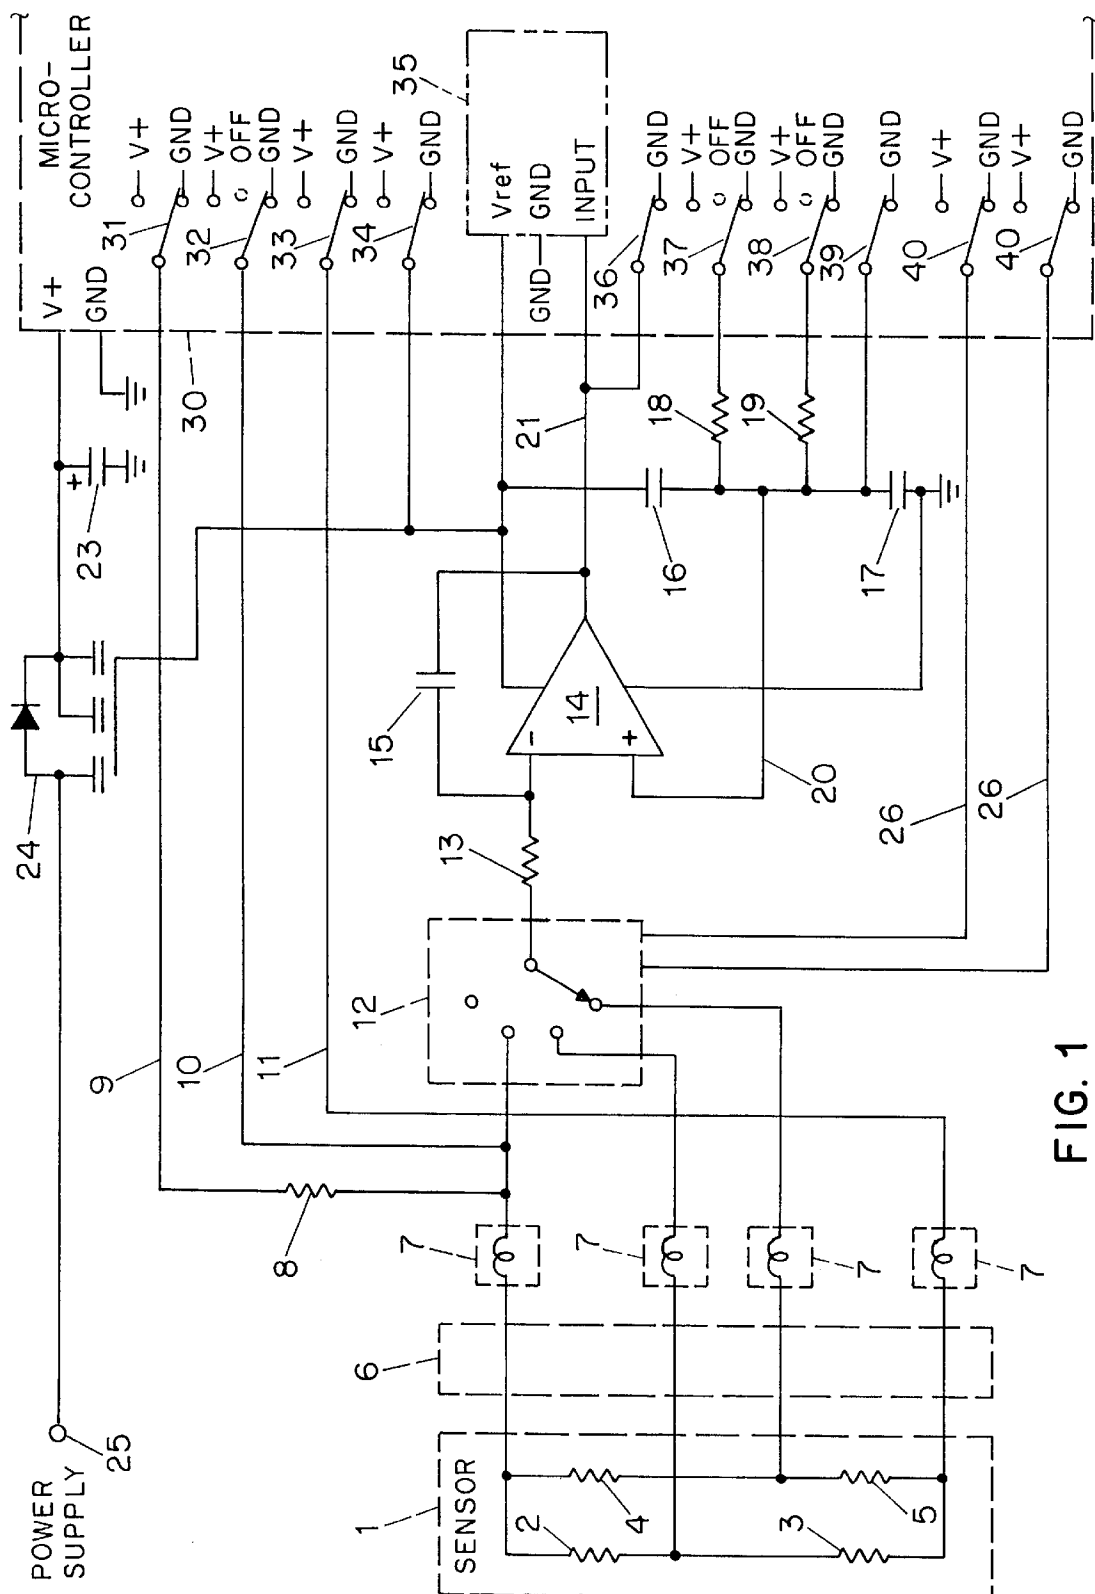 POWER
SUPPLY
25
24
23
V+
GND
MICRO-
CONTROLLER
30
9
10
11
31
V+
GND
32
V+
OFF
GND
33
V+
GND
34
V+
GND
8
1
SENSOR
2
4
3
5
6
7
7
7
7
12
13
15
14
-
+
20
21
16
17
18
19
35
Vref
GND
GND
INPUT
36
GND
37
V+
OFF
GND
38
V+
OFF
GND
39
GND
40
V+
GND
40
V+
GND
26
26
+
FIG. 1